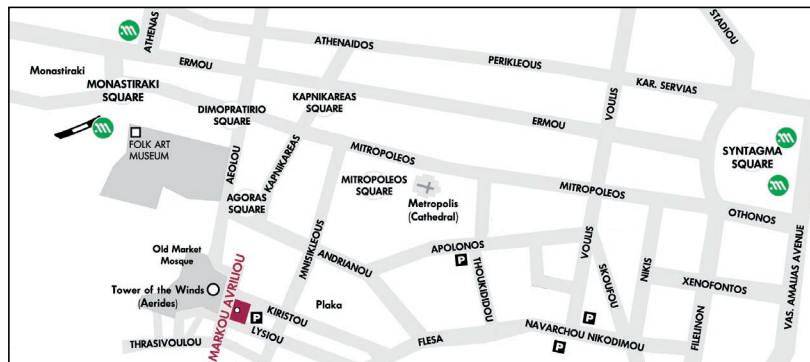 ATHENAS
STADIOU
ATHENAIDOS
PERIKLEOUS
KAR. SERVIAS
ERMOU
Monastiraki
MONASTIRAKI
SQUARE
KAPNIKAREAS
SQUARE
DIMOPRATIRIO
SQUARE
ERMOU
VOULIS
FOLK ART
MUSEUM
MITROPOLEOS
SYNTAGMA
SQUARE
AEOLOU
KAPNIKAREAS
AGORAS
SQUARE
MITROPOLEOS
SQUARE
Metropolis
(Cathedral)
MITROPOLEOS
OTHONOS
VAS. AMALIAS AVENUE
MNISIKLEOUS
ANDRIANOU
APOLONOS
P
THOUKIDIDOU
VOULIS
SKOUFOU
NIKIS
XENOFONTOS
FILELINON
Old Market
Mosque
Tower of the Winds
(Aerides)
MARKOU AVRILIOU
KIRISTOU
Plaka
P
LYSIOU
THRASIVOULOU
FLESA
P
NAVARCHOU NIKODIMOU
P